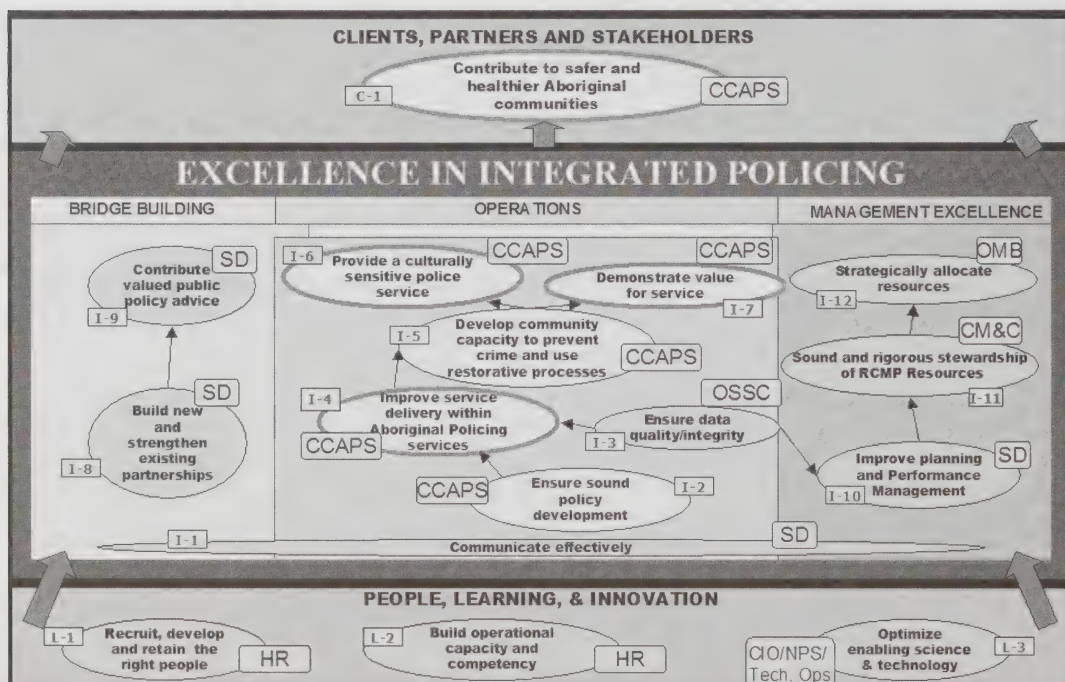 CLIENTS, PARTNERS AND STAKEHOLDERS
Contribute to safer and
healthier Aboriginal
communities
C-1
CCAPS
EXCELLENCE IN INTEGRATED POLICING
BRIDGE BUILDING
OPERATIONS
MANAGEMENT EXCELLENCE
SD
Contribute
valued public
policy advice
I-9
SD
Build new
and
strengthen
existing
partnerships
I-8
I-6
CCAPS
Provide a culturally
sensitive police
service
CCAPS
Demonstrate value
for service
I-7
I-5
Develop community
capacity to prevent
crime and use
restorative processes
CCAPS
I-4
Improve service
delivery within
Aboriginal Policing
services
CCAPS
OSSC
Ensure data
quality/integrity
I-3
CCAPS
Ensure sound
policy
development
I-2
OMB
Strategically allocate
resources
I-12
CM&C
Sound and rigorous stewardship
of RCMP Resources
I-11
SD
Improve planning
and Performance
Management
I-10
I-1
Communicate effectively
SD
PEOPLE, LEARNING, & INNOVATION
L-1
Recruit, develop
and retain the
right people
HR
L-2
Build operational
capacity and
competency
HR
CIO/NPS/
Tech. Ops
Optimize
enabling science
& technology
L-3